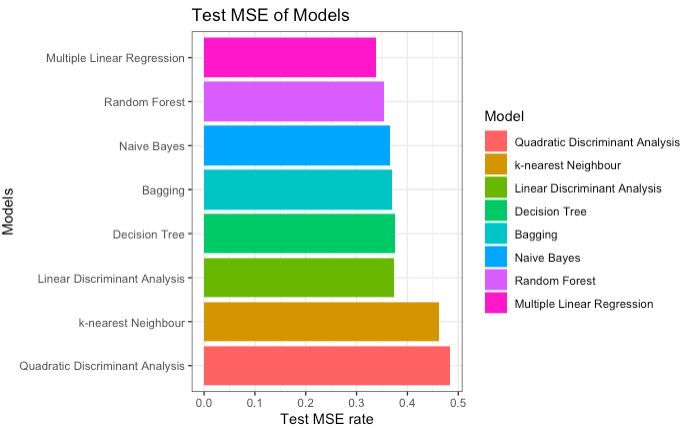 Test MSE of Models
Models
Multiple Linear Regression
Random Forest
Naive Bayes
Bagging
Decision Tree
Linear Discriminant Analysis
k-nearest Neighbour
Quadratic Discriminant Analysis
0.0 0.1 0.2 0.3 0.4 0.5
Test MSE rate
Model
Quadratic Discriminant Analysis
k-nearest Neighbour
Linear Discriminant Analysis
Decision Tree
Bagging
Naive Bayes
Random Forest
Multiple Linear Regression